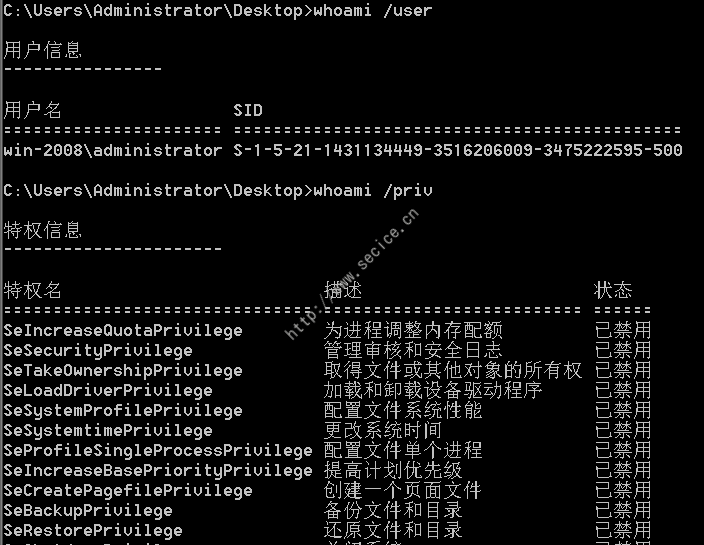 C:\Users\Administrator\Desktop>whoami /user
用户信息
----------------
用户名 SID
====================== ==============================================
win-2008\administrator S-1-5-21-1431134449-3516206009-3475222595-500
C:\Users\Administrator\Desktop>whoami /priv
特权信息
----------------------
特权名 描述 状态
=============================== ========================== ======
SeIncreaseQuotaPrivilege 为进程调整内存配额 已禁用
SeSecurityPrivilege 管理审核和安全日志 已禁用
SeTakeOwnershipPrivilege 取得文件或其他对象的所有权 已禁用
SeLoadDriverPrivilege 加载和卸载设备驱动程序 已禁用
SeSystemProfilePrivilege 配置文件系统性能 已禁用
SeSystemtimePrivilege 更改系统时间 已禁用
SeProfileSingleProcessPrivilege 配置文件单个进程 已禁用
SeIncreaseBasePriorityPrivilege 提高计划优先级 已禁用
SeCreatePagefilePrivilege 创建一个页面文件 已禁用
SeBackupPrivilege 备份文件和目录 已禁用
SeRestorePrivilege 还原文件和目录 已禁用
http://www.secice.cn